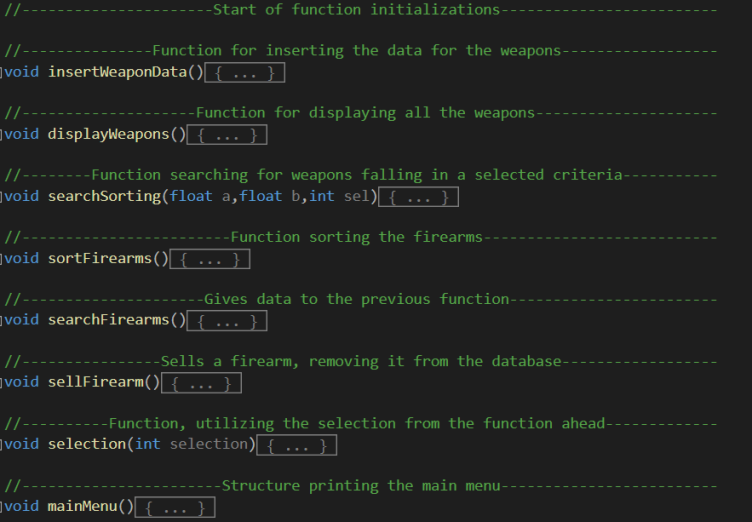 //----------------------Start of function initializations-------------------------
//---------------Function for inserting the data for the weapons------------------
void insertWeaponData(){ ... }
//--------------------Function for displaying all the weapons---------------------
void displayWeapons(){ ... }
//--------Function searching for weapons falling in a selected criteria-----------
void searchSorting(float a,float b,int sel){ ... }
//------------------------Function sorting the firearms---------------------------
void sortFirearms(){ ... }
//---------------------Gives data to the previous function------------------------
void searchFirearms(){ ... }
//----------------Sells a firearm, removing it from the database------------------
void sellFirearm(){ ... }
//----------Function, utilizing the selection from the function ahead-------------
void selection(int selection){ ... }
//-----------------------Structure printing the main menu-------------------------
void mainMenu(){ ... }